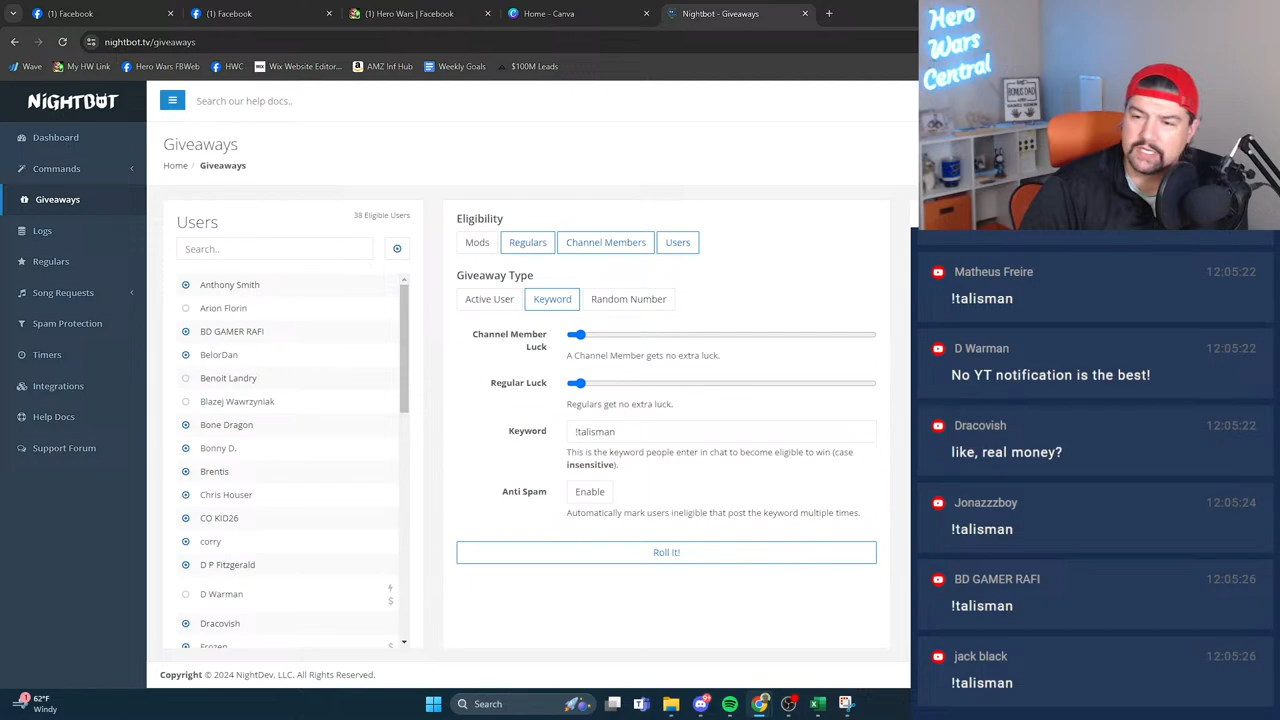 Facebook
Facebook
(1) Hero Wars | Facebook
Home - Canva
Nightbot - Giveaways
nightbot.tv/giveaways
Wave
My HW Link
Hero Wars FBWeb
HWC
WIX
Wix Website Editor...
AMZ Inf Hub
Weekly Goals
$100M Leads
NIGHTBOT
Search our help docs..
Dashboard
Commands
Giveaways
Logs
Regulars
Song Requests
Spam Protection
Timers
Integrations
Help Docs
Support Forum
Giveaways
Home / Giveaways
Users
38 Eligible Users
Search..
Anthony Smith
Arion Florin
BD GAMER RAFI
BelorDan
Benoit Landry
Blazej Wawrzyniak
Bone Dragon
Bonny D.
Brentis
Chris Houser
CO KID26
corry
D P Fitzgerald
D Warman
$
Dracovish
Frozen
$
Eligibility
Mods
Regulars
Channel Members
Users
Giveaway Type
Active User
Keyword
Random Number
Channel Member
Luck
A Channel Member gets no extra luck.
Regular Luck
Regulars get no extra luck.
Keyword
!talisman
This is the keyword people enter in chat to become eligible to win (case
insensitive).
Anti Spam
Enable
Automatically mark users ineligible that post the keyword multiple times.
Roll It!
Copyright © 2024 NightDev, LLC. All Rights Reserved.
Hero
Wars
Central
BONUS
DAD
Matheus Freire
12:05:22
!talisman
D Warman
12:05:22
No YT notification is the best!
Dracovish
12:05:22
like, real money?
Jonazzzboy
12:05:24
!talisman
BD GAMER RAFI
12:05:26
!talisman
jack black
12:05:26
!talisman
1
62°F
Windy
Search